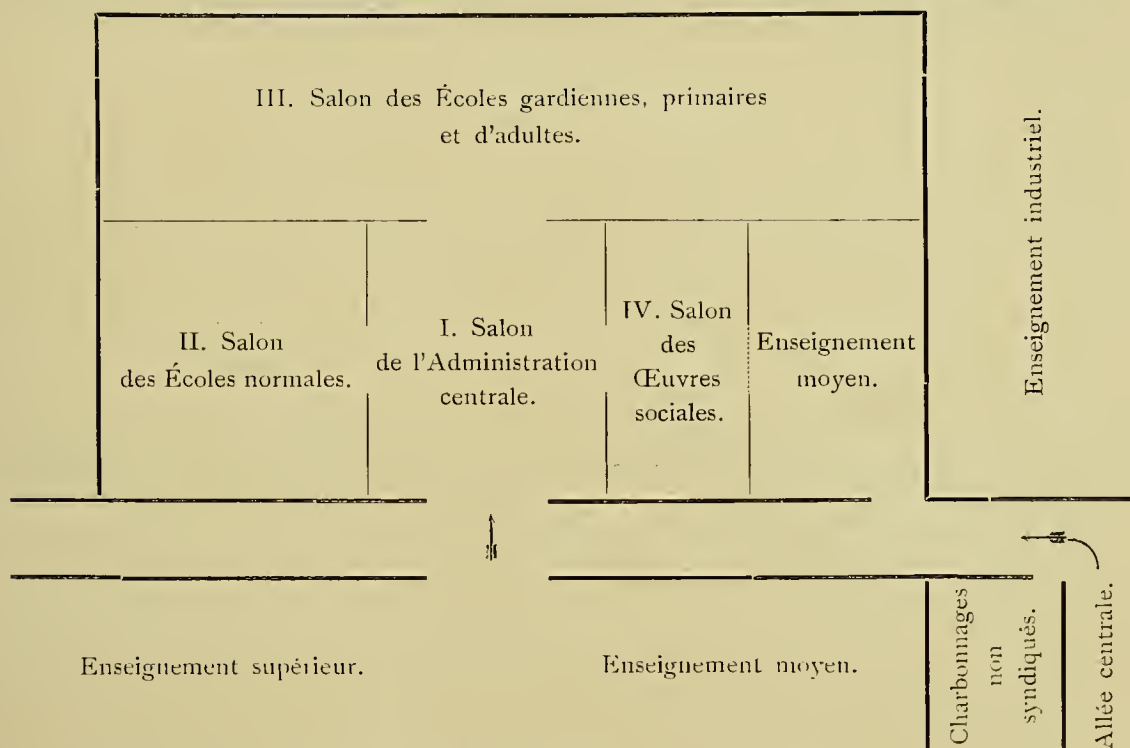 III. Salon des Écoles gardiennes, primaires
et d'adultes.
II. Salon
des Écoles normales.
I. Salon
de l'Administration
centrale.
IV. Salon
des
Œuvres
sociales.
Enseignement
moyen.
Enseignement industriel.
Enseignement supérieur.
Enseignement moyen.
Charbonnages
non
syndiqués.
Allée centrale.